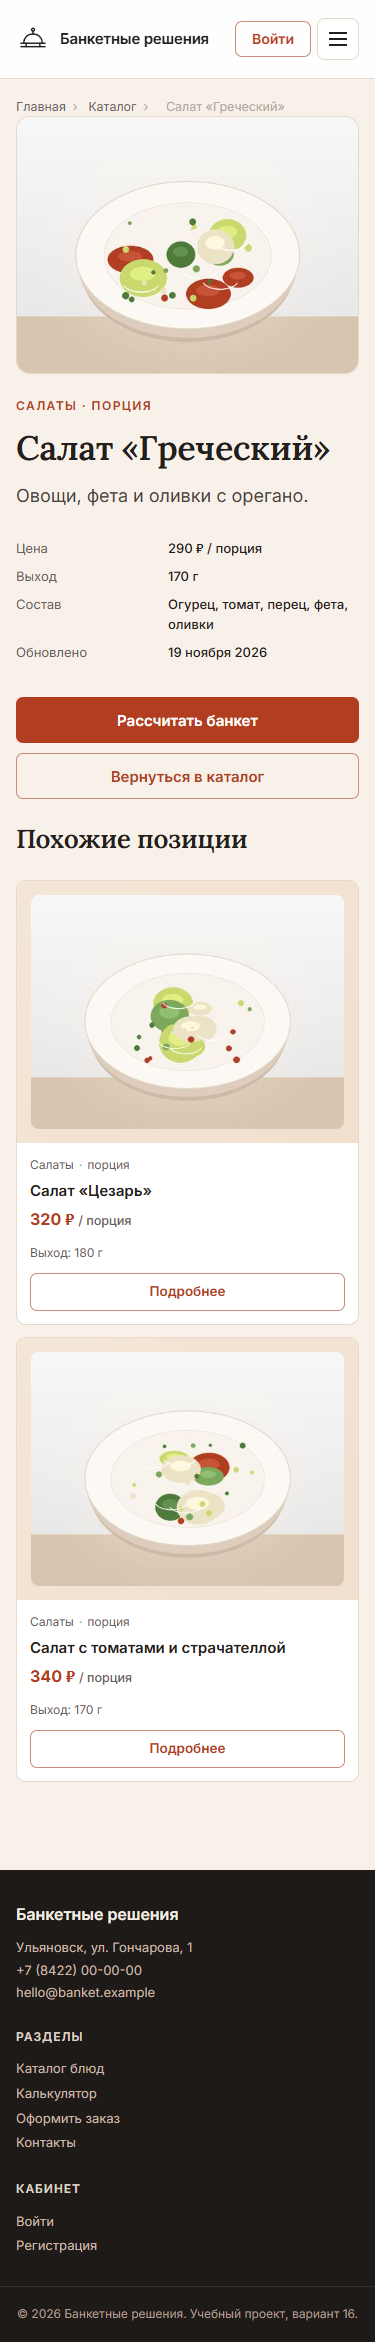 Банкетные решения
Войти
Главная › Каталог › Салат «Греческий»
САЛАТЫ · ПОРЦИЯ
Салат «Греческий»
Овощи, фета и оливки с орегано.
Цена 290 ₽ / порция
Выход 170 г
Состав Огурец, томат, перец, фета,
оливки
Обновлено 19 ноября 2026
Рассчитать банкет
Вернуться в каталог
Похожие позиции
Салаты · порция
Салат «Цезарь»
320 ₽ / порция
Выход: 180 г
Подробнее
Салаты · порция
Салат с томатами и страчателлой
340 ₽ / порция
Выход: 170 г
Подробнее
Банкетные решения
Ульяновск, ул. Гончарова, 1
+7 (8422) 00-00-00
hello@banket.example
РАЗДЕЛЫ
Каталог блюд
Калькулятор
Оформить заказ
Контакты
КАБИНЕТ
Войти
Регистрация
© 2026 Банкетные решения. Учебный проект, вариант 16.